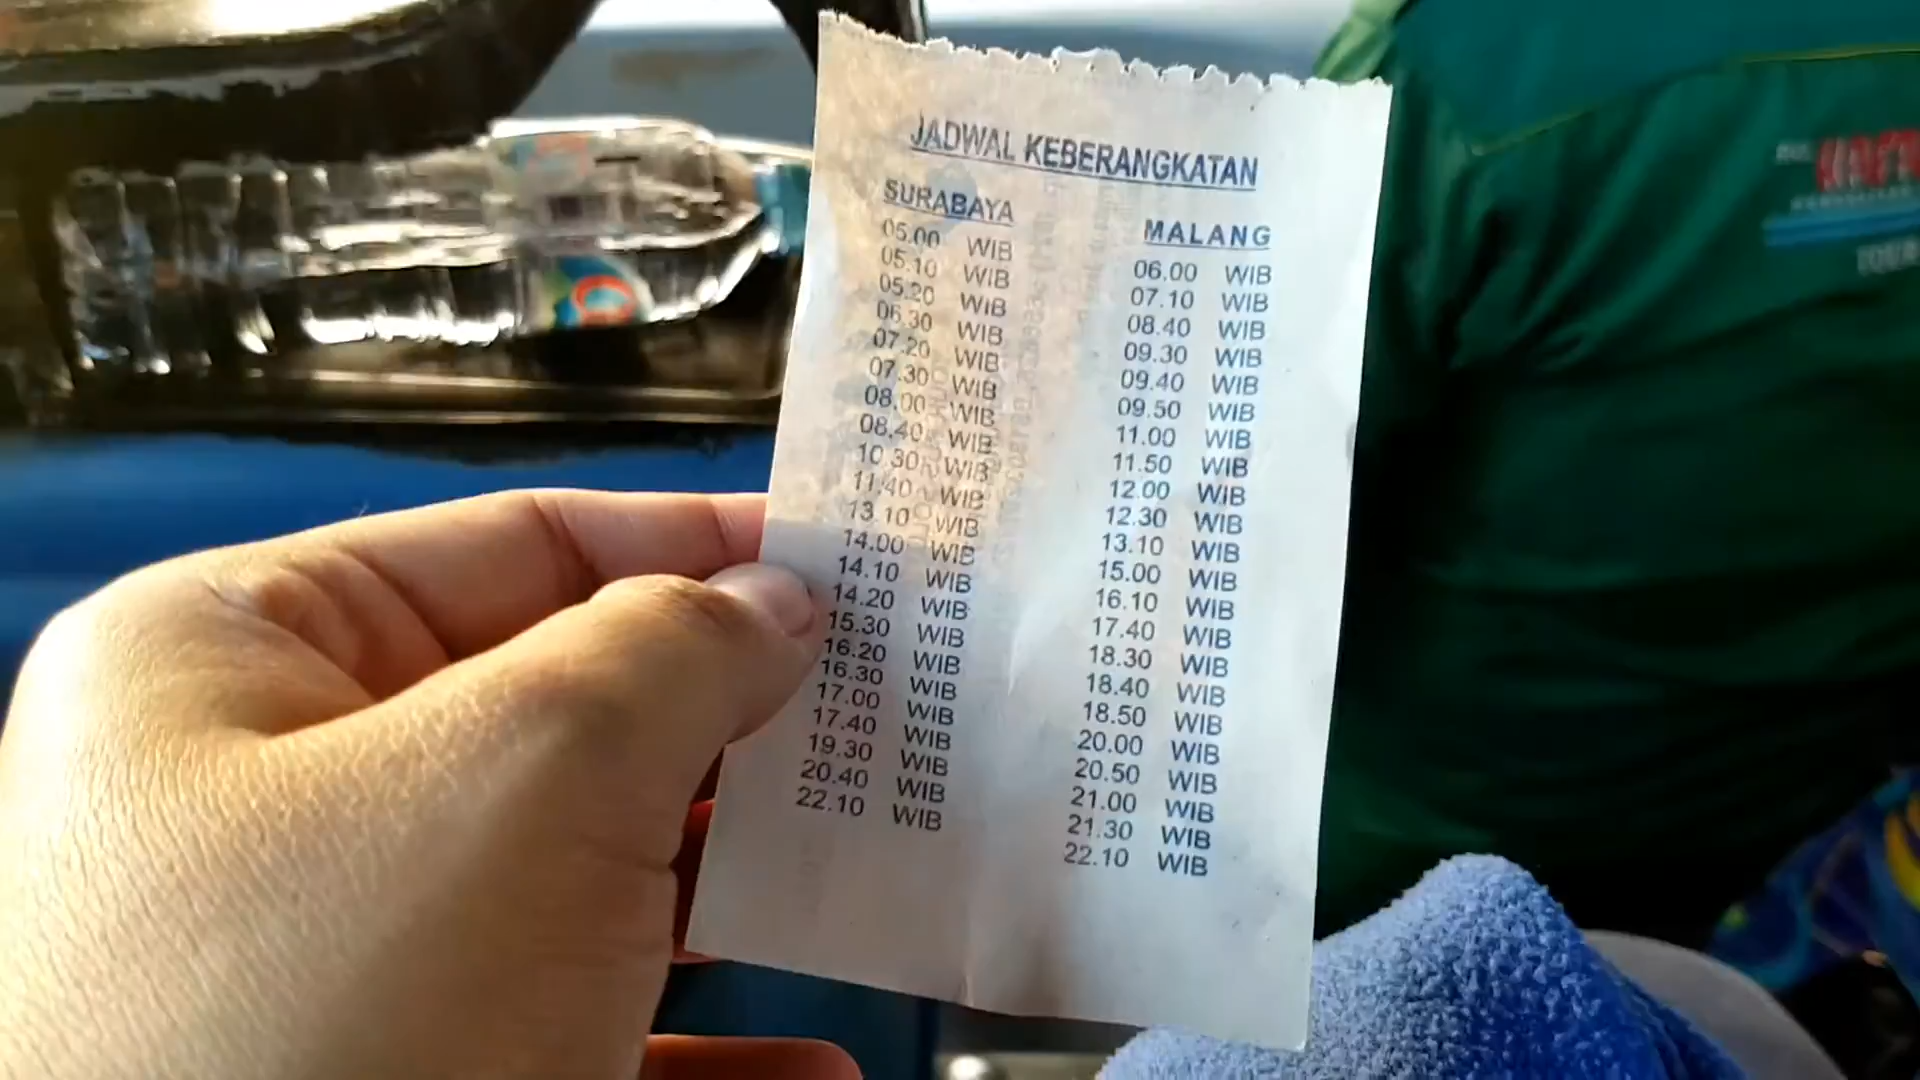 JADWAL KEBERANGKATAN
SURABAYA
05.00 WIB
05.10 WIB
05.20 WIB
06.30 WIB
07.20 WIB
07.30 WIB
08.00 WIB
08.40 WIB
10.30 WIB
11.40 WIB
13.10 WIB
14.00 WIB
14.10 WIB
14.20 WIB
15.30 WIB
16.20 WIB
16.30 WIB
17.00 WIB
17.40 WIB
19.30 WIB
20.40 WIB
22.10 WIB
MALANG
06.00 WIB
07.10 WIB
08.40 WIB
09.30 WIB
09.40 WIB
09.50 WIB
11.00 WIB
11.50 WIB
12.00 WIB
12.30 WIB
13.10 WIB
15.00 WIB
16.10 WIB
17.40 WIB
18.30 WIB
18.40 WIB
18.50 WIB
20.00 WIB
20.50 WIB
21.00 WIB
21.30 WIB
22.10 WIB